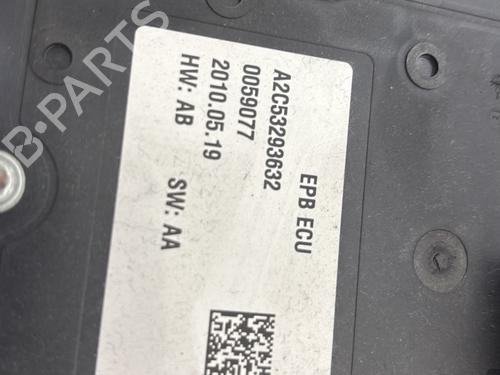 EPB ECU
A2C53293632
0059077
2010.05.19
HW: AB SW: AA
B-PARTS